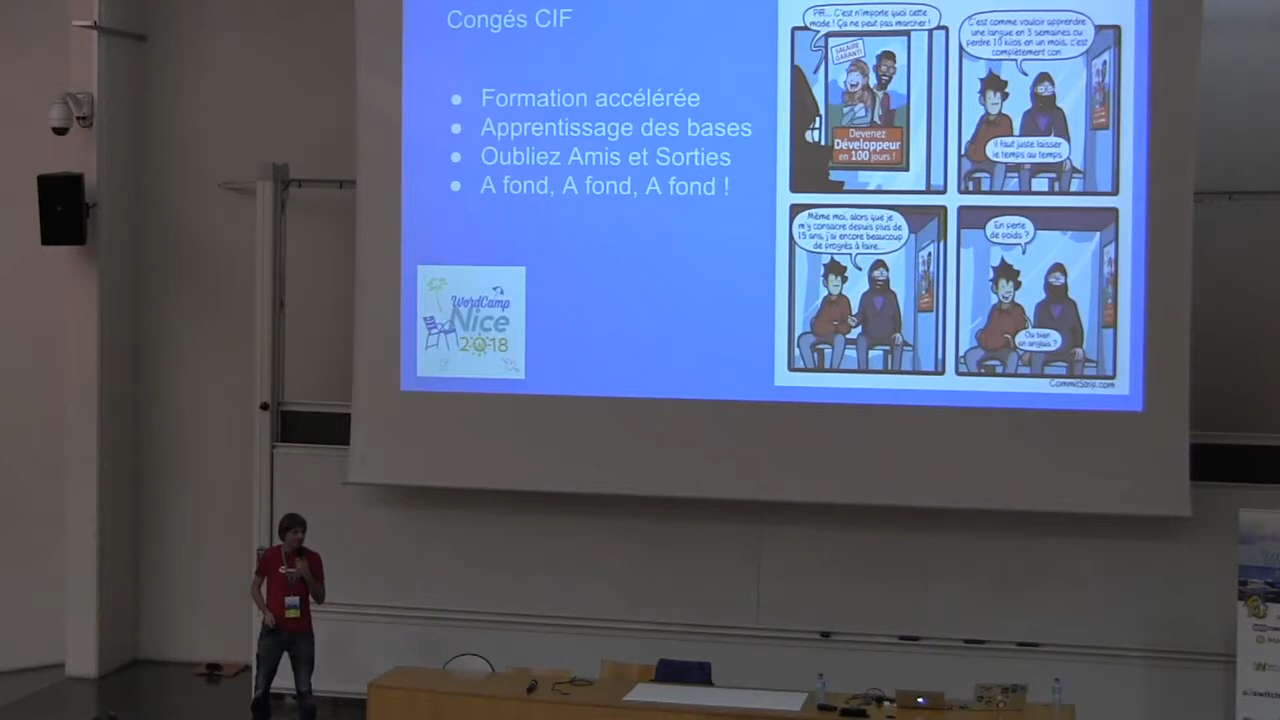 Congés CIF
Formation accélérée
Apprentissage des bases
Oubliez Amis et Sorties
A fond, A fond, A fond !
WordCamp
Nice
2018
Pff... C'est n'importe quoi cette
mode ! Ça ne peut pas marcher !
SALAIRE
GARANTI
Devenez
Développeur
en 100 jours !
C'est comme vouloir apprendre
une langue en 3 semaines ou
perdre 10 kilos en un mois, c'est
complètement con
Il faut juste laisser
le temps au temps
Même moi, alors que je
m'y consacre depuis plus de
15 ans, j'ai encore beaucoup
de progrès à faire...
En perte
de poids ?
Ou bien
en anglais ?
CommitStrip.com